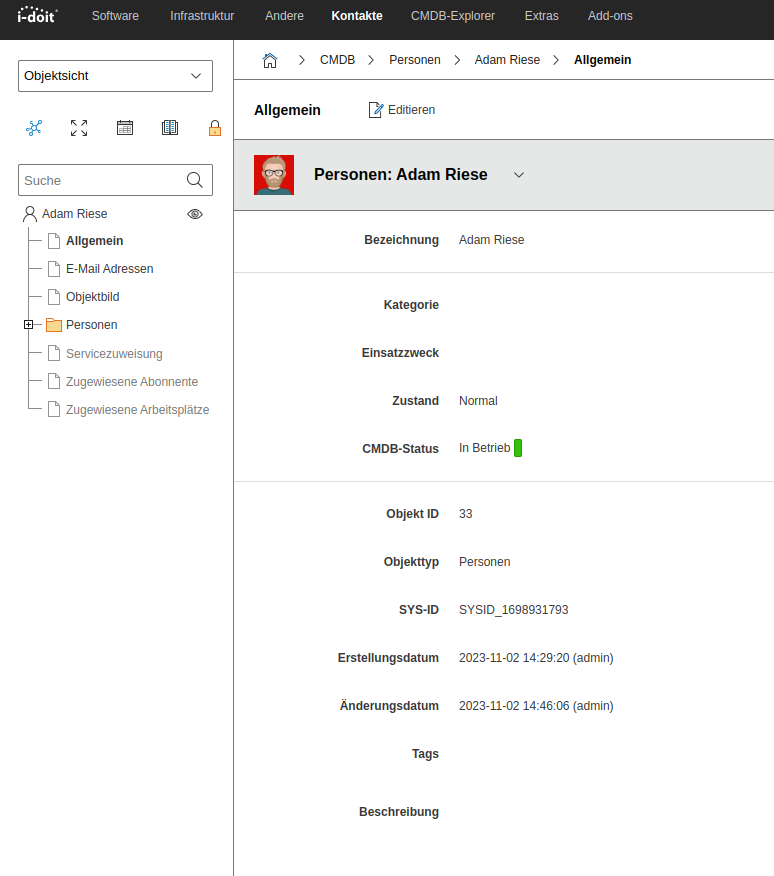 i-doit Software Infrastruktur Andere Kontakte CMDB-Explorer Extras Add-ons
Objektsicht
Suche
Adam Riese
Allgemein
E-Mail Adressen
Objektbild
Personen
Servicezuweisung
Zugewiesene Abonnente
Zugewiesene Arbeitsplätze
CMDB Personen Adam Riese Allgemein
Allgemein Editieren
Personen: Adam Riese
Bezeichnung Adam Riese
Kategorie
Einsatzzweck
Zustand Normal
CMDB-Status In Betrieb
Objekt ID 33
Objekttyp Personen
SYS-ID SYSID_1698931793
Erstellungsdatum 2023-11-02 14:29:20 (admin)
Änderungsdatum 2023-11-02 14:46:06 (admin)
Tags
Beschreibung